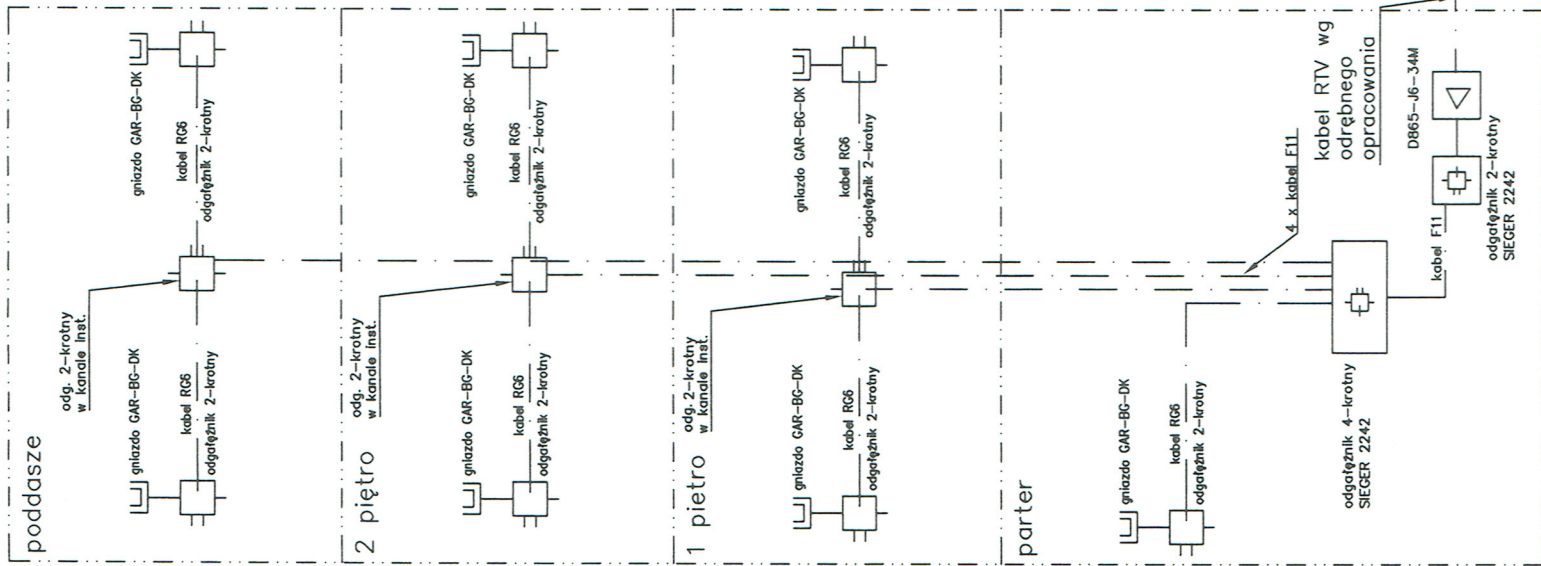 poddasze
odg. 2-krotny
w kanale inst.
gniazdo GAR-BG-DK
kabel RG6
odgałęźnik 2-krotny
gniazdo GAR-BG-DK
kabel RG6
odgałęźnik 2-krotny
2 piętro
odg. 2-krotny
w kanale inst.
gniazdo GAR-BG-DK
kabel RG6
odgałęźnik 2-krotny
gniazdo GAR-BG-DK
kabel RG6
odgałęźnik 2-krotny
1 pietro
odg. 2-krotny
w kanale inst.
gniazdo GAR-BG-DK
kabel RG6
odgałęźnik 2-krotny
gniazdo GAR-BG-DK
kabel RG6
odgałęźnik 2-krotny
parter
gniazdo GAR-BG-DK
kabel RG6
odgałęźnik 2-krotny
odgałęźnik 4-krotny
SIEGER 2242
4 x kabel F11
kabel F11
kabel RTV wg
odrębnego
opracowania
D865-J6-34M
odgałęźnik 2-krotny
SIEGER 2242